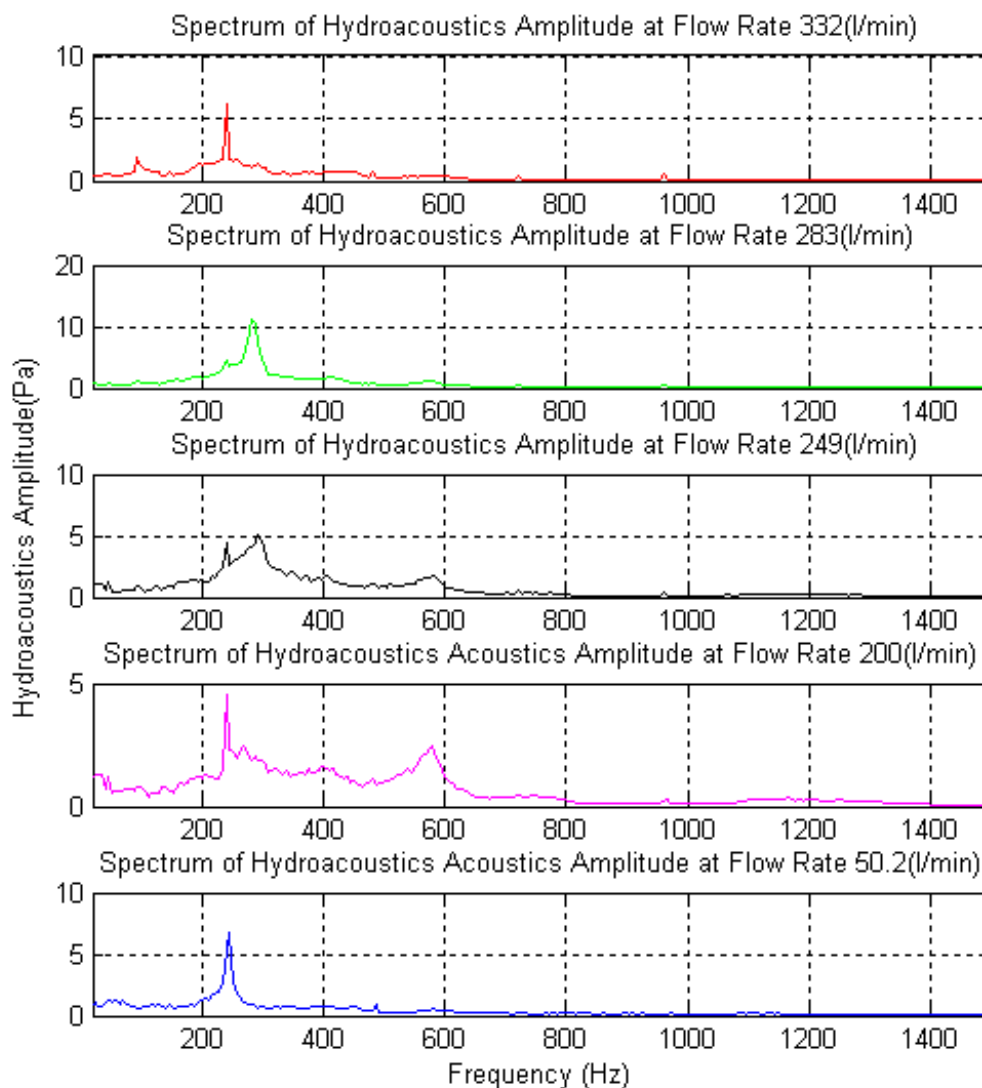 Spectrum of Hydroacoustics Amplitude at Flow Rate 332(l/min)
10
5
0
200 400 600 800 1000 1200 1400
Spectrum of Hydroacoustics Amplitude at Flow Rate 283(l/min)
20
10
0
200 400 600 800 1000 1200 1400
Spectrum of Hydroacoustics Amplitude at Flow Rate 249(l/min)
Hydroacoustics Amplitude(Pa)
10
5
0
200 400 600 800 1000 1200 1400
Spectrum of Hydroacoustics Acoustics Amplitude at Flow Rate 200(l/min)
5
0
200 400 600 800 1000 1200 1400
Spectrum of Hydroacoustics Acoustics Amplitude at Flow Rate 50.2(l/min)
10
5
0
200 400 600 800 1000 1200 1400
Frequency (Hz)